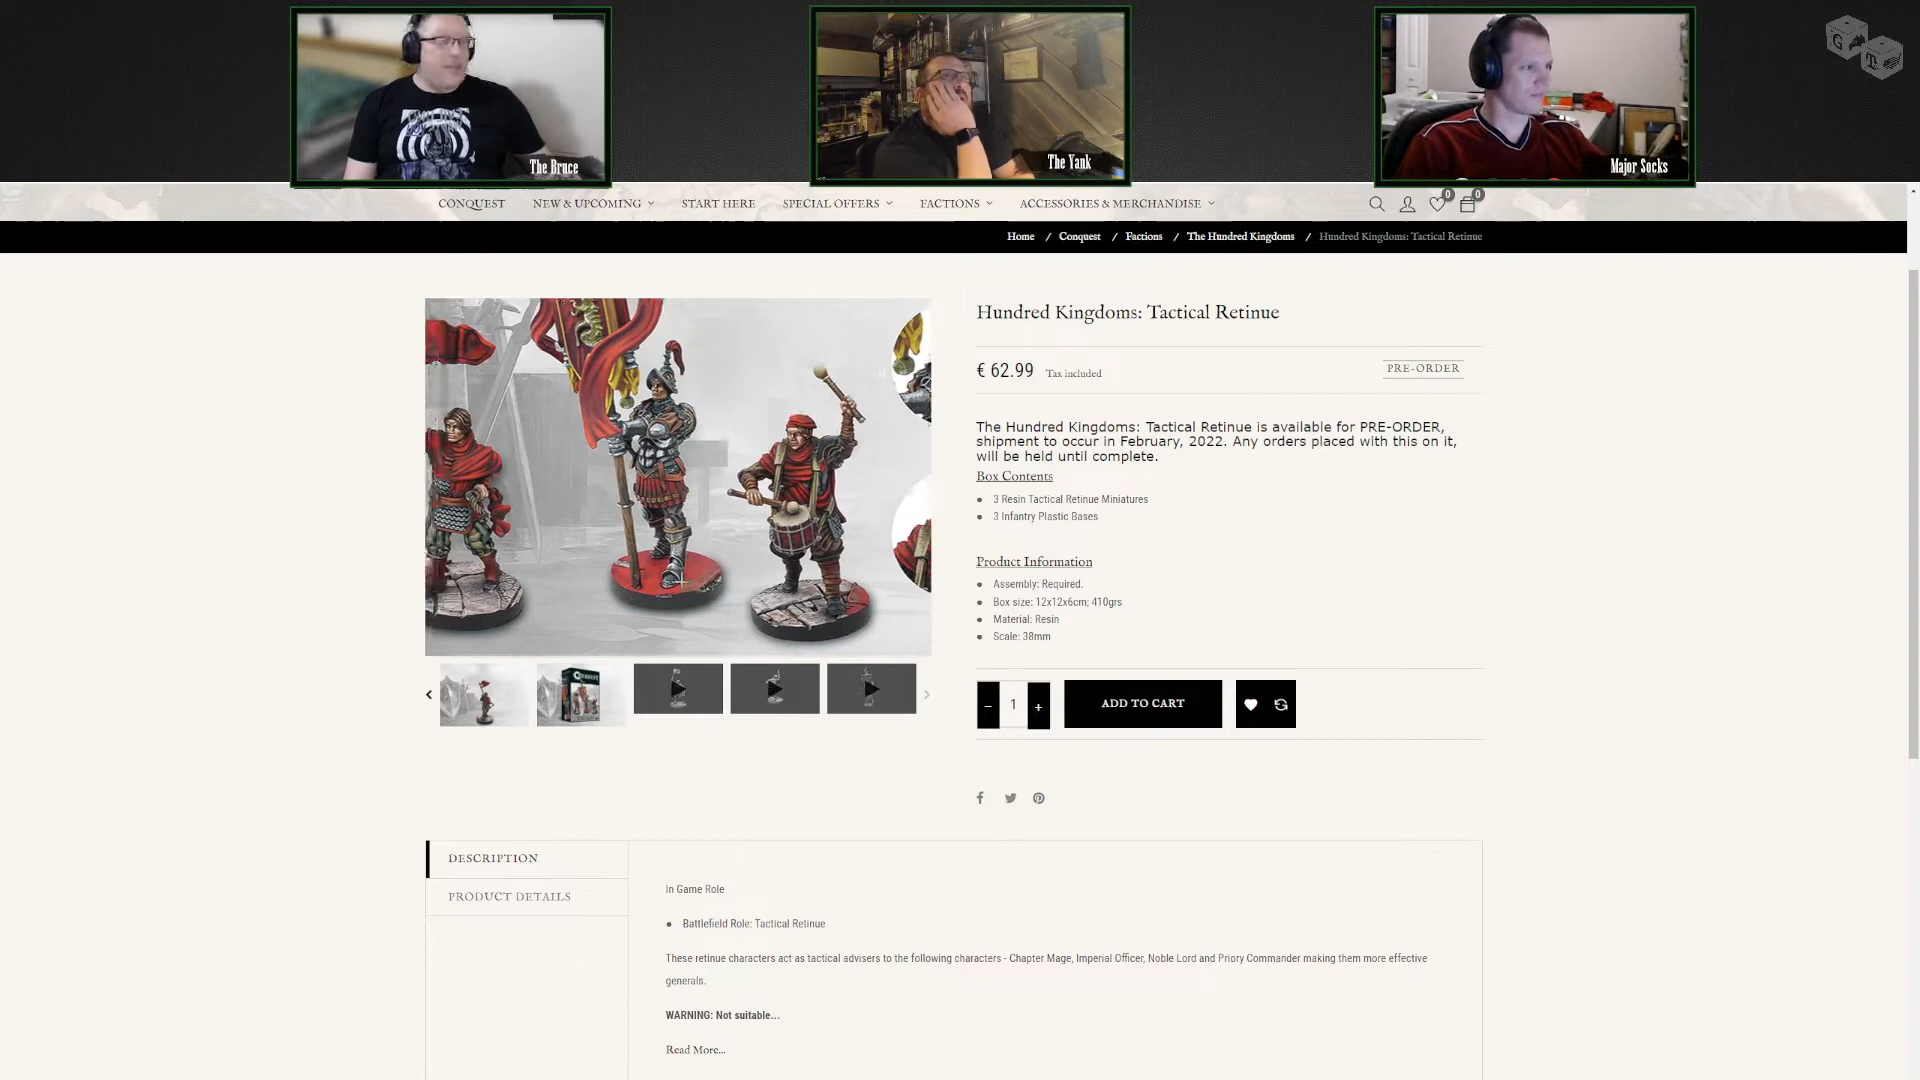 The Bruce
The Yank
Major Socks
CONQUEST NEW & UPCOMING START HERE SPECIAL OFFERS FACTIONS ACCESSORIES & MERCHANDISE 0 0
Home / Conquest / Factions / The Hundred Kingdoms / Hundred Kingdoms: Tactical Retinue
Hundred Kingdoms: Tactical Retinue
€ 62.99 Tax included PRE-ORDER
The Hundred Kingdoms: Tactical Retinue is available for PRE-ORDER,
shipment to occur in February, 2022. Any orders placed with this on it,
will be held until complete.
Box Contents
3 Resin Tactical Retinue Miniatures
3 Infantry Plastic Bases
Product Information
Assembly: Required.
Box size: 12x12x6cm; 410grs
Material: Resin
Scale: 38mm
– 1 + ADD TO CART
DESCRIPTION
PRODUCT DETAILS
In Game Role
Battlefield Role: Tactical Retinue
These retinue characters act as tactical advisers to the following characters - Chapter Mage, Imperial Officer, Noble Lord and Priory Commander making them more effective
generals.
WARNING: Not suitable...
Read More...